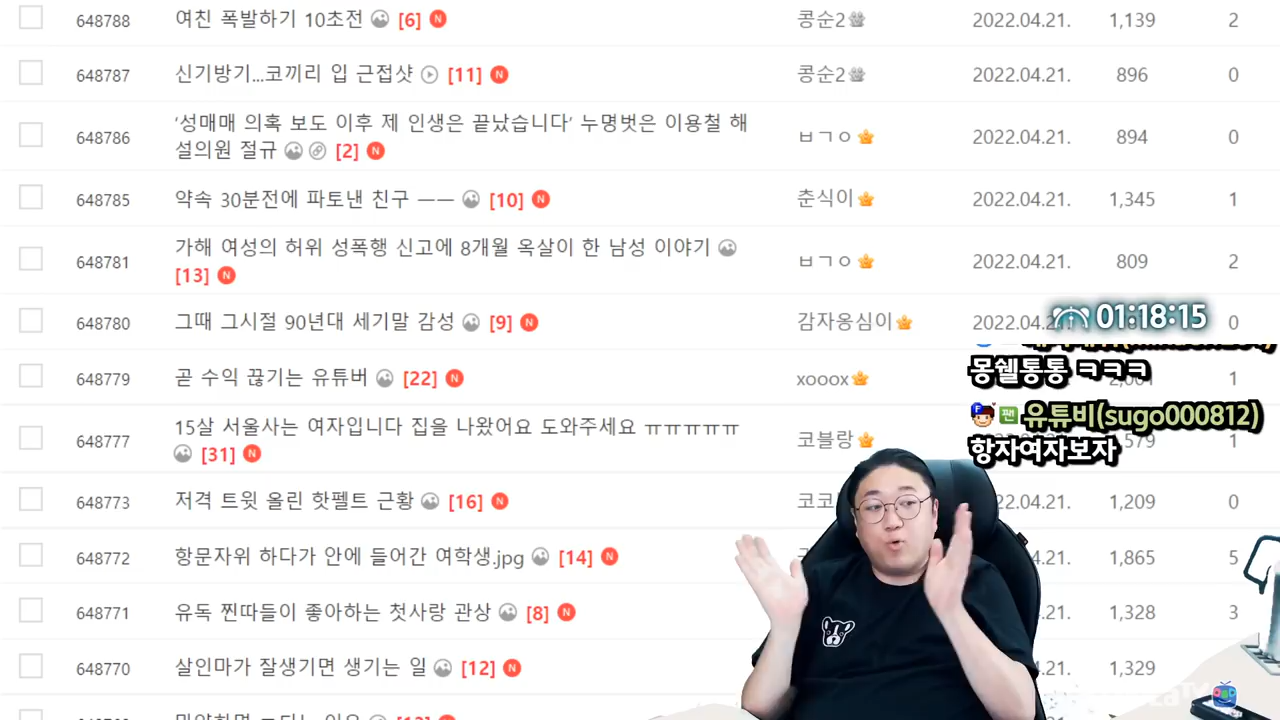 648788 여친 폭발하기 10초전 [6] N 콩순2 2022.04.21. 1,139 2
648787 신기방기...코끼리 입 근접샷 [11] N 콩순2 2022.04.21. 896 0
'성매매 의혹 보도 이후 제 인생은 끝났습니다' 누명벗은 이용철 해
648786 설의원 절규 [2] N ㅂㄱㅇ 2022.04.21. 894 0
648785 약속 30분전에 파토낸 친구 ㅡㅡ [10] N 춘식이 2022.04.21. 1,345 1
가해 여성의 허위 성폭행 신고에 8개월 옥살이 한 남성 이야기
648781 [13] N ㅂㄱㅇ 2022.04.21. 809 2
648780 그때 그시절 90년대 세기말 감성 [9] N 감자옹심이 2022.04.21. 0
01:18:15
648779 곧 수익 끊기는 유튜버 [22] N xooox 1
몽쉘통통 ㅋㅋㅋ
15살 서울사는 여자입니다 집을 나왔어요 도와주세요 ㅠㅠㅠㅠㅠ
648777 [31] N 코블랑 579 1
F 팬 유튜비(sugo000812)
항자여자보자
648773 저격 트윗 올린 핫펠트 근황 [16] N 코코 2022.04.21. 1,209 0
648772 항문자위 하다가 안에 들어간 여학생.jpg [14] N .21. 1,865 5
648771 유독 찐따들이 좋아하는 첫사랑 관상 [8] N .21. 1,328 3
648770 살인마가 잘생기면 생기는 일 [12] N .21. 1,329